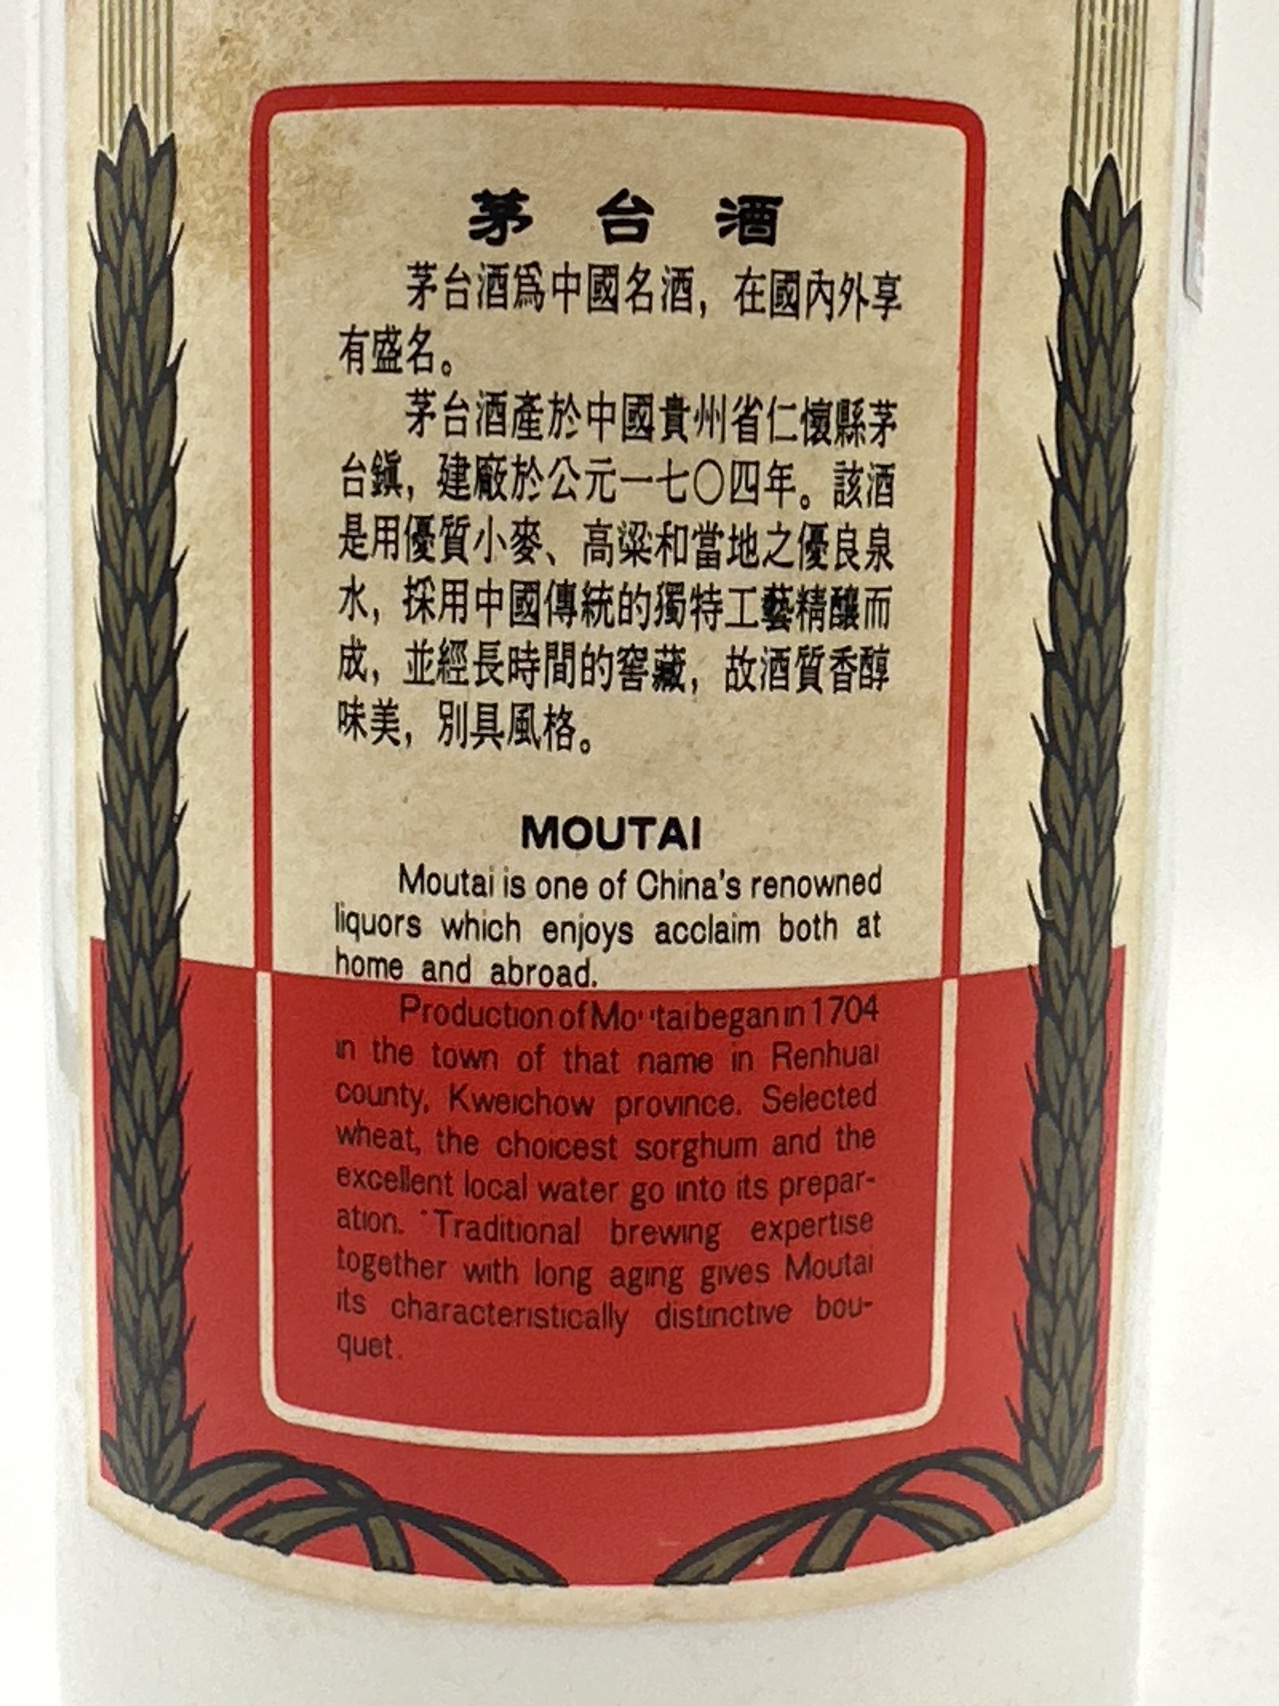 茅台酒
茅台酒爲中國名酒，在國內外享
有盛名。
茅台酒產於中國貴州省仁懷縣茅
台鎮，建廠於公元一七〇四年。該酒
是用優質小麥、高粱和當地之優良泉
水，採用中國傳統的獨特工藝精釀而
成，並經長時間的窖藏，故酒質香醇
味美，別具風格。
MOUTAI
Moutai is one of China's renowned
liquors which enjoys acclaim both at
home and abroad.
Production of Moutai began in 1704
in the town of that name in Renhuai
county, Kweichow province. Selected
wheat, the choicest sorghum and the
excellent local water go into its prepar-
ation. Traditional brewing expertise
together with long aging gives Moutai
its characteristically distinctive bou-
quet.